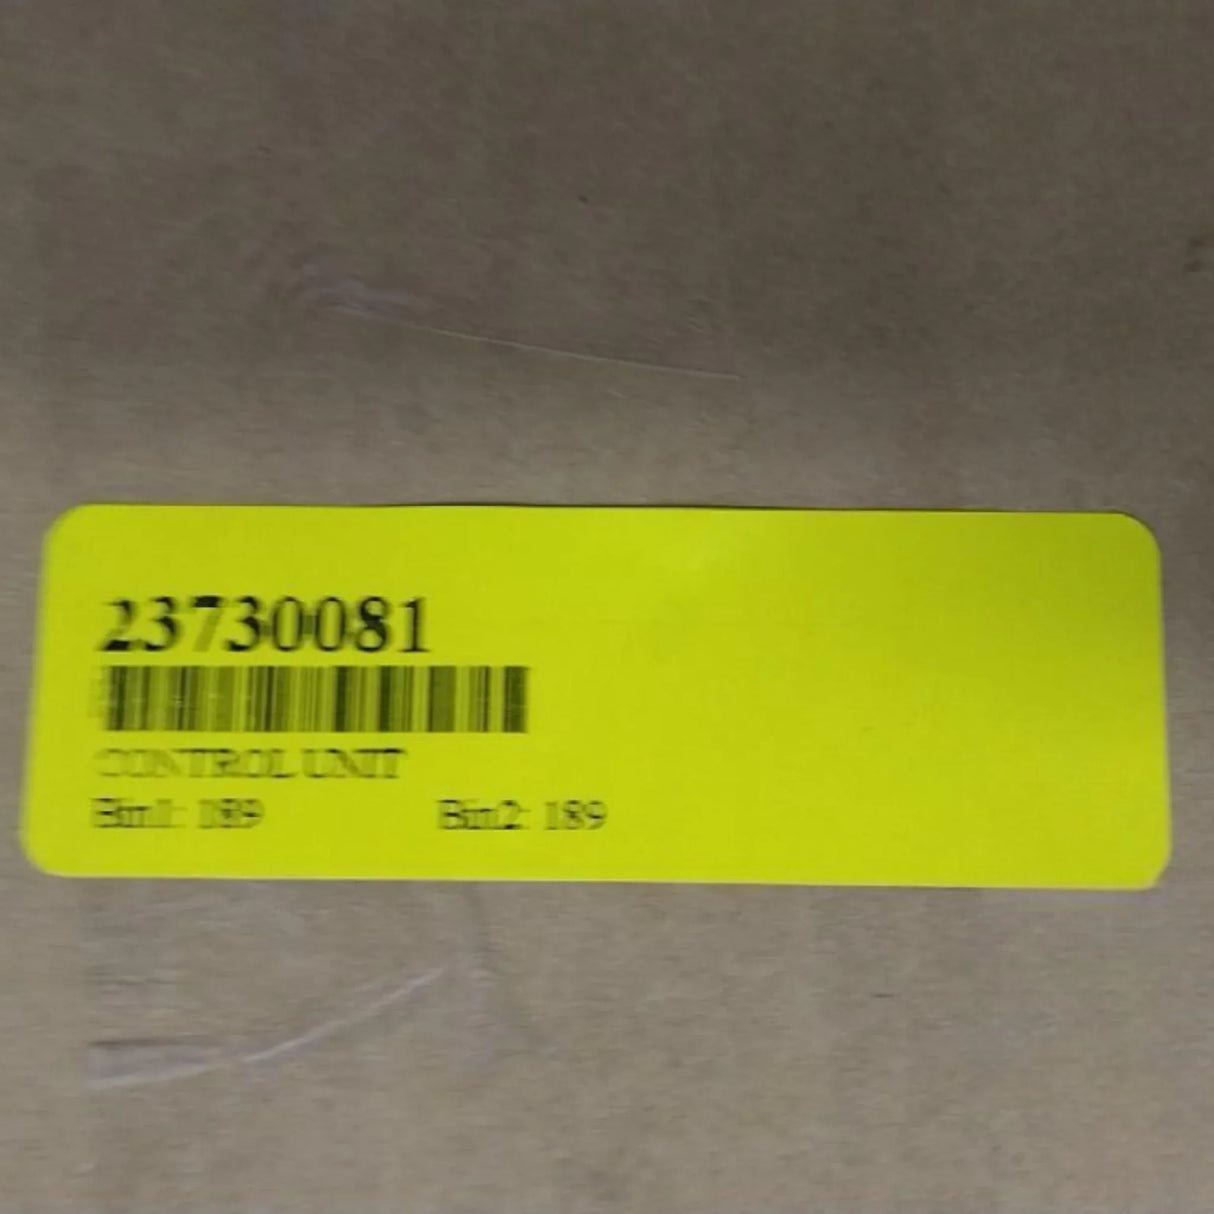 23730081
CONTROL UNIT
Bin1: 189 Bin2: 189